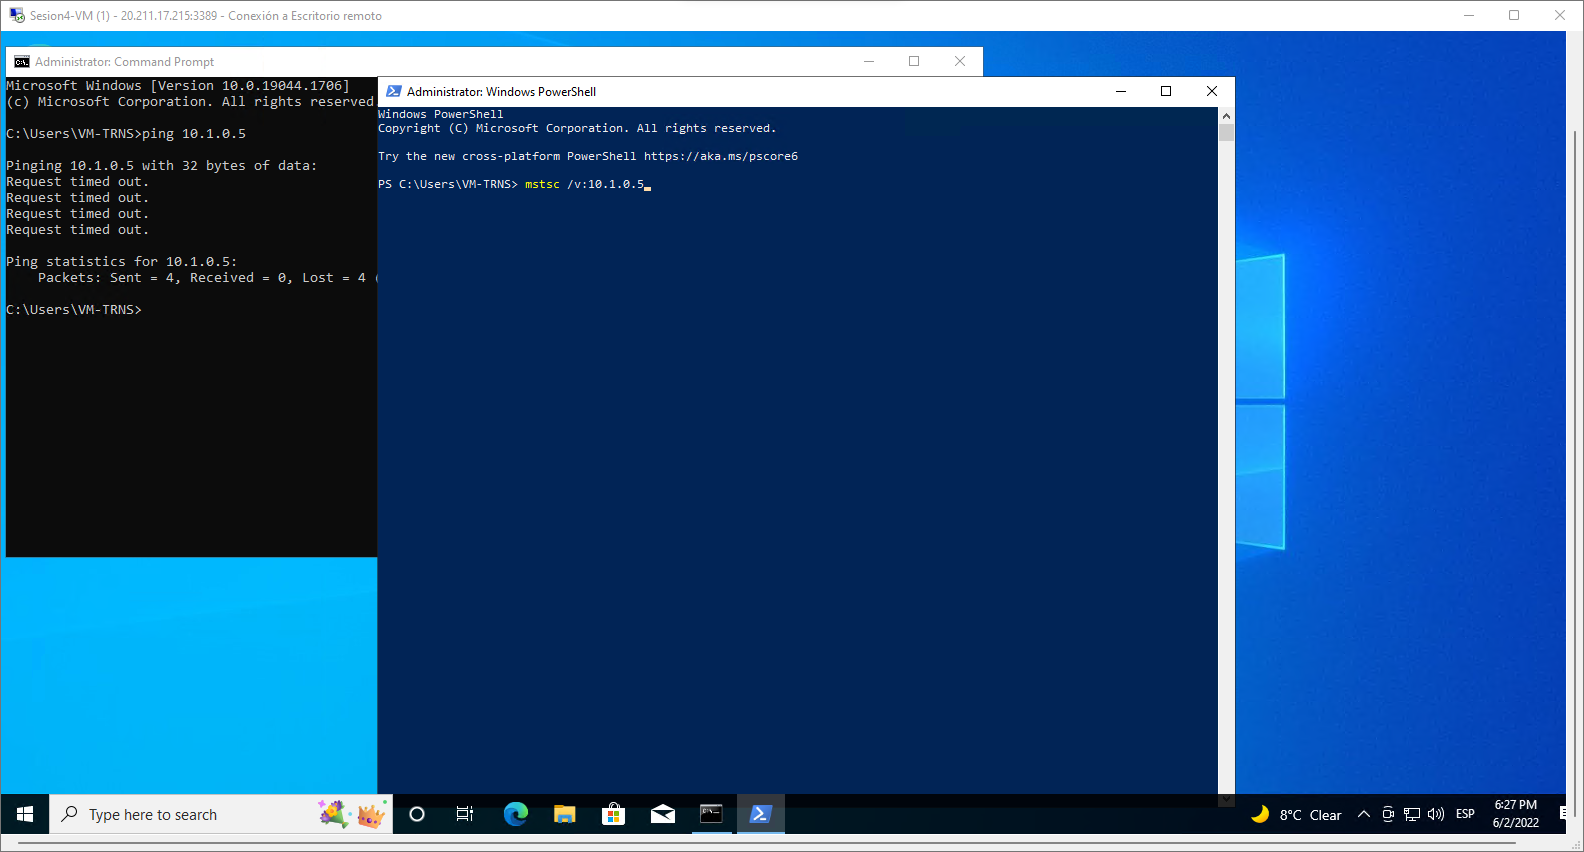 Sesion4-VM (1) - 20.211.17.215:3389 - Conexión a Escritorio remoto
Administrator: Command Prompt
Microsoft Windows [Version 10.0.19044.1706]
(c) Microsoft Corporation. All rights reserved.
C:\Users\VM-TRNS>ping 10.1.0.5
Pinging 10.1.0.5 with 32 bytes of data:
Request timed out.
Request timed out.
Request timed out.
Request timed out.
Ping statistics for 10.1.0.5:
Packets: Sent = 4, Received = 0, Lost = 4 (
C:\Users\VM-TRNS>
Administrator: Windows PowerShell
Windows PowerShell
Copyright (C) Microsoft Corporation. All rights reserved.
Try the new cross-platform PowerShell https://aka.ms/pscore6
PS C:\Users\VM-TRNS> mstsc /v:10.1.0.5
Type here to search
8°C Clear
ESP
6:27 PM
6/2/2022